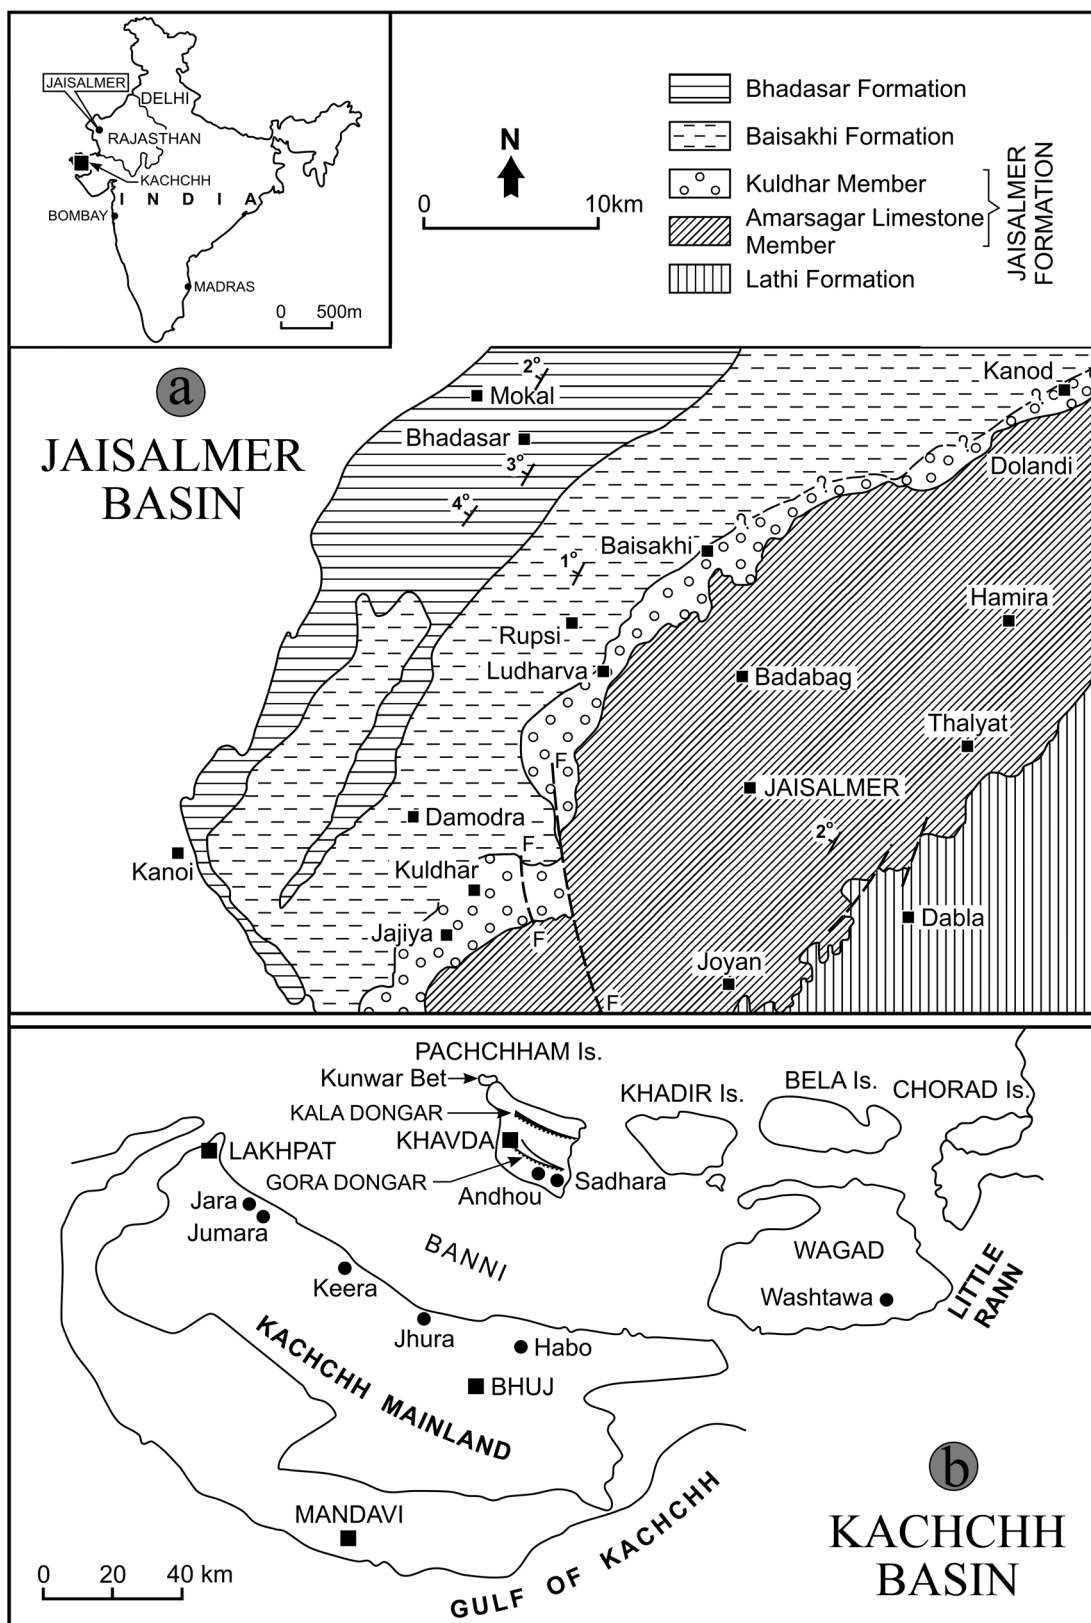 JAISALMER
DELHI
RAJASTHAN
KACHCHH
I N D I A
BOMBAY
MADRAS
0 500m
N
0 10km
Bhadasar Formation
Baisakhi Formation
Kuldhar Member
Amarsagar Limestone
Member
Lathi Formation
JAISALMER
FORMATION
a
JAISALMER
BASIN
2°
Mokal
Kanod
?
Bhadasar
?
3°
Dolandi
4°
?
?
Baisakhi
1°
Hamira
Rupsi
Ludharva
Badabag
Thalyat
F
JAISALMER
Damodra
2°
F
Kanoi
Kuldhar
Dabla
Jajiya
F
Joyan
F
PACHCHHAM Is.
Kunwar Bet
KHADIR Is.
BELA Is.
CHORAD Is.
KALA DONGAR
KHAVDA
LAKHPAT
GORA DONGAR
Sadhara
Andhou
Jara
Jumara
BANNI
WAGAD
LITTLE
RANN
Keera
Washtawa
Jhura
Habo
KACHCHH MAINLAND
BHUJ
b
MANDAVI
GULF OF KACHCHH
KACHCHH
BASIN
0 20 40 km